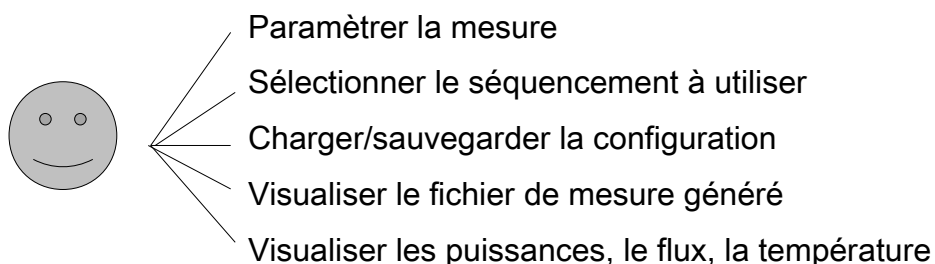 Paramètrer la mesure
Sélectionner le séquencement à utiliser
Charger/sauvegarder la configuration
Visualiser le fichier de mesure généré
Visualiser les puissances, le flux, la température